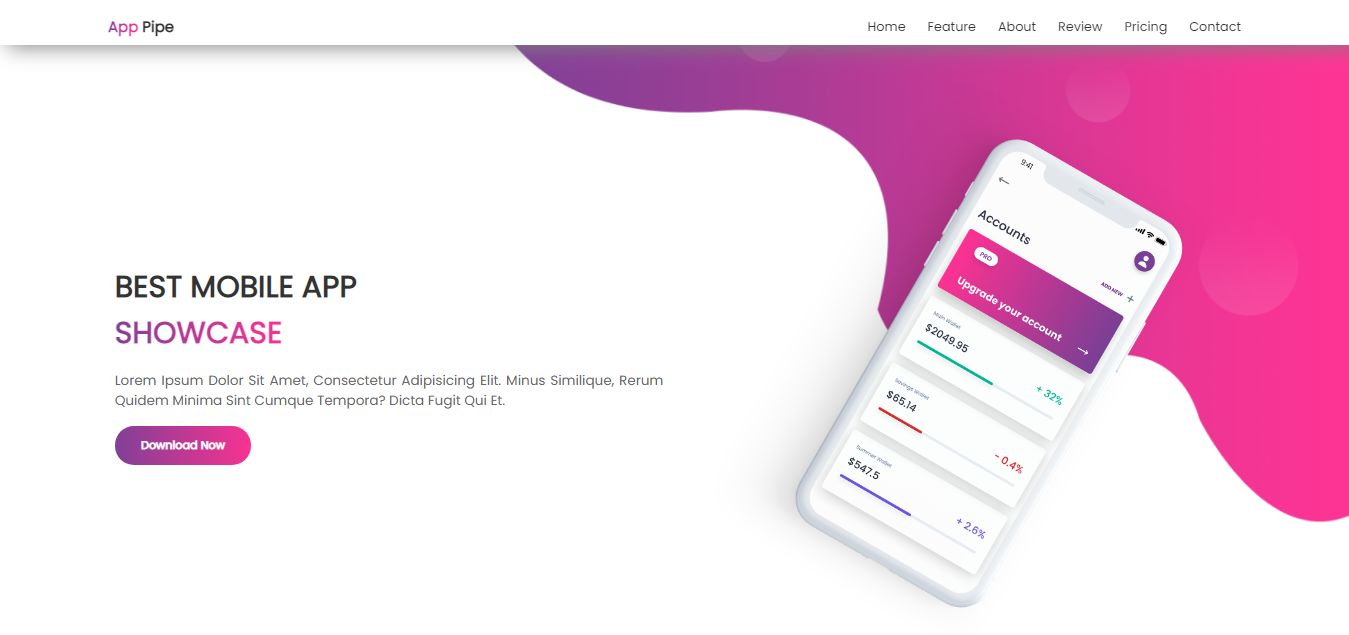 App Pipe
Home Feature About Review Pricing Contact
BEST MOBILE APP
SHOWCASE
Lorem Ipsum Dolor Sit Amet, Consectetur Adipisicing Elit. Minus Similique, Rerum
Quidem Minima Sint Cumque Tempora? Dicta Fugit Qui Et.
Download Now
9:41
Accounts
ADD NEW +
PRO
Upgrade your account
Main Wallet
$2049.95
+ 32%
Savings Wallet
$65.14
- 0.4%
Summer Wallet
$547.5
+ 2.6%